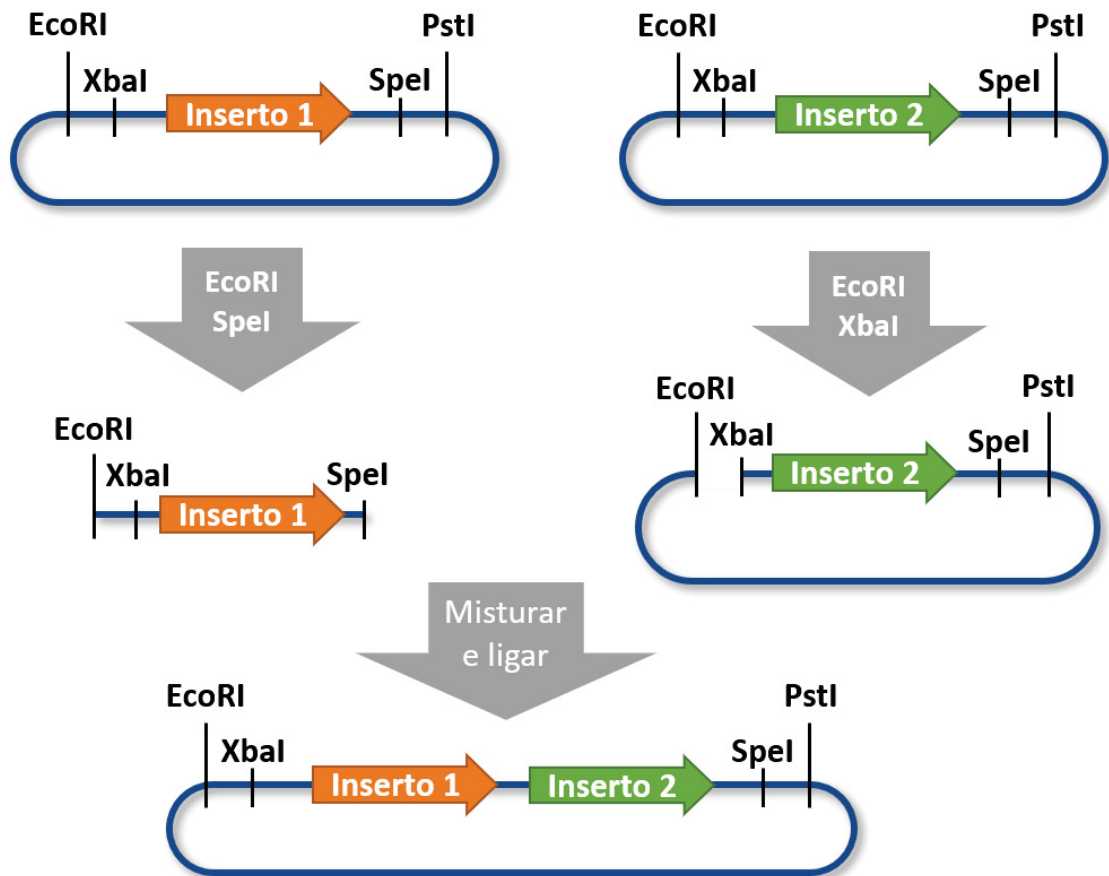 EcoRI
PstI
XbaI
SpeI
Inserto 1
EcoRI
PstI
XbaI
SpeI
Inserto 2
EcoRI
SpeI
EcoRI
XbaI
EcoRI
XbaI
SpeI
Inserto 1
EcoRI
PstI
XbaI
SpeI
Inserto 2
Misturar
e ligar
EcoRI
PstI
XbaI
SpeI
Inserto 1
Inserto 2